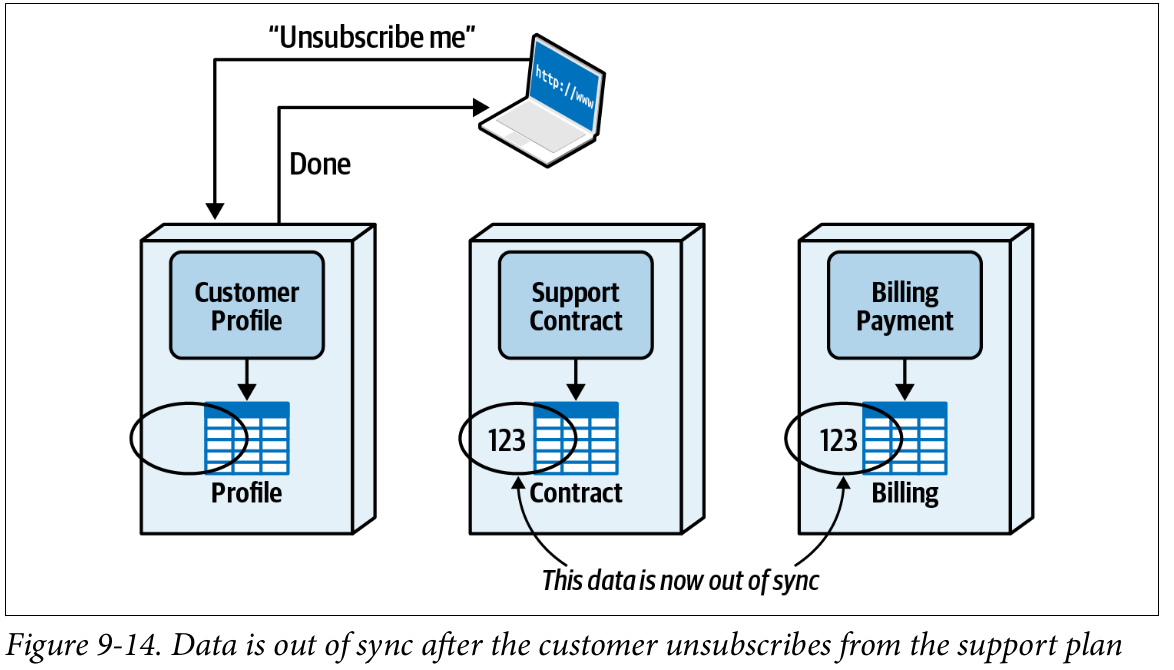 “Unsubscribe me”
http://www
Done
Customer
Profile
Support
Contract
Billing
Payment
123
123
Profile
Contract
Billing
This data is now out of sync
Figure 9-14. Data is out of sync after the customer unsubscribes from the support plan